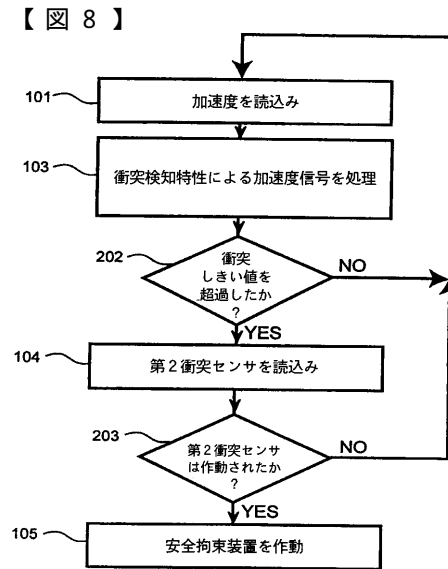 【図８】
101
加速度を読込み
103
衝突検知特性による加速度信号を処理
202
衝突
しきい値を
超過したか
?
NO
YES
104
第２衝突センサを読込み
203
第２衝突センサ
は作動されたか
?
NO
YES
105
安全拘束装置を作動